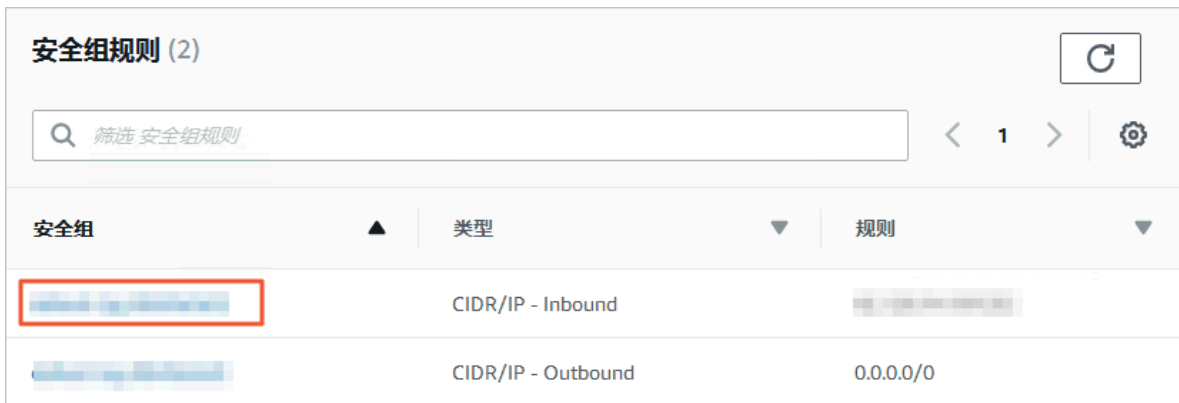 安全组规则 (2)
筛选 安全组规则
1
安全组 类型 规则
CIDR/IP - Inbound
CIDR/IP - Outbound 0.0.0.0/0